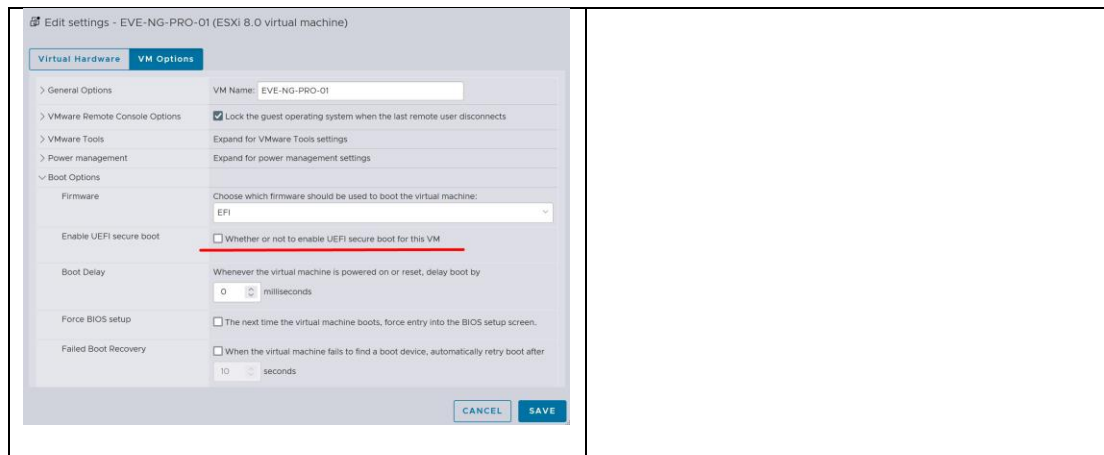 Edit settings - EVE-NG-PRO-01 (ESXi 8.0 virtual machine)
Virtual Hardware VM Options
General Options VM Name: EVE-NG-PRO-01
VMware Remote Console Options Lock the guest operating system when the last remote user disconnects
VMware Tools Expand for VMware Tools settings
Power management Expand for power management settings
Boot Options
Firmware Choose which firmware should be used to boot the virtual machine:
EFI
Enable UEFI secure boot Whether or not to enable UEFI secure boot for this VM
Boot Delay Whenever the virtual machine is powered on or reset, delay boot by
0 milliseconds
Force BIOS setup The next time the virtual machine boots, force entry into the BIOS setup screen.
Failed Boot Recovery When the virtual machine fails to find a boot device, automatically retry boot after
10 seconds
CANCEL SAVE